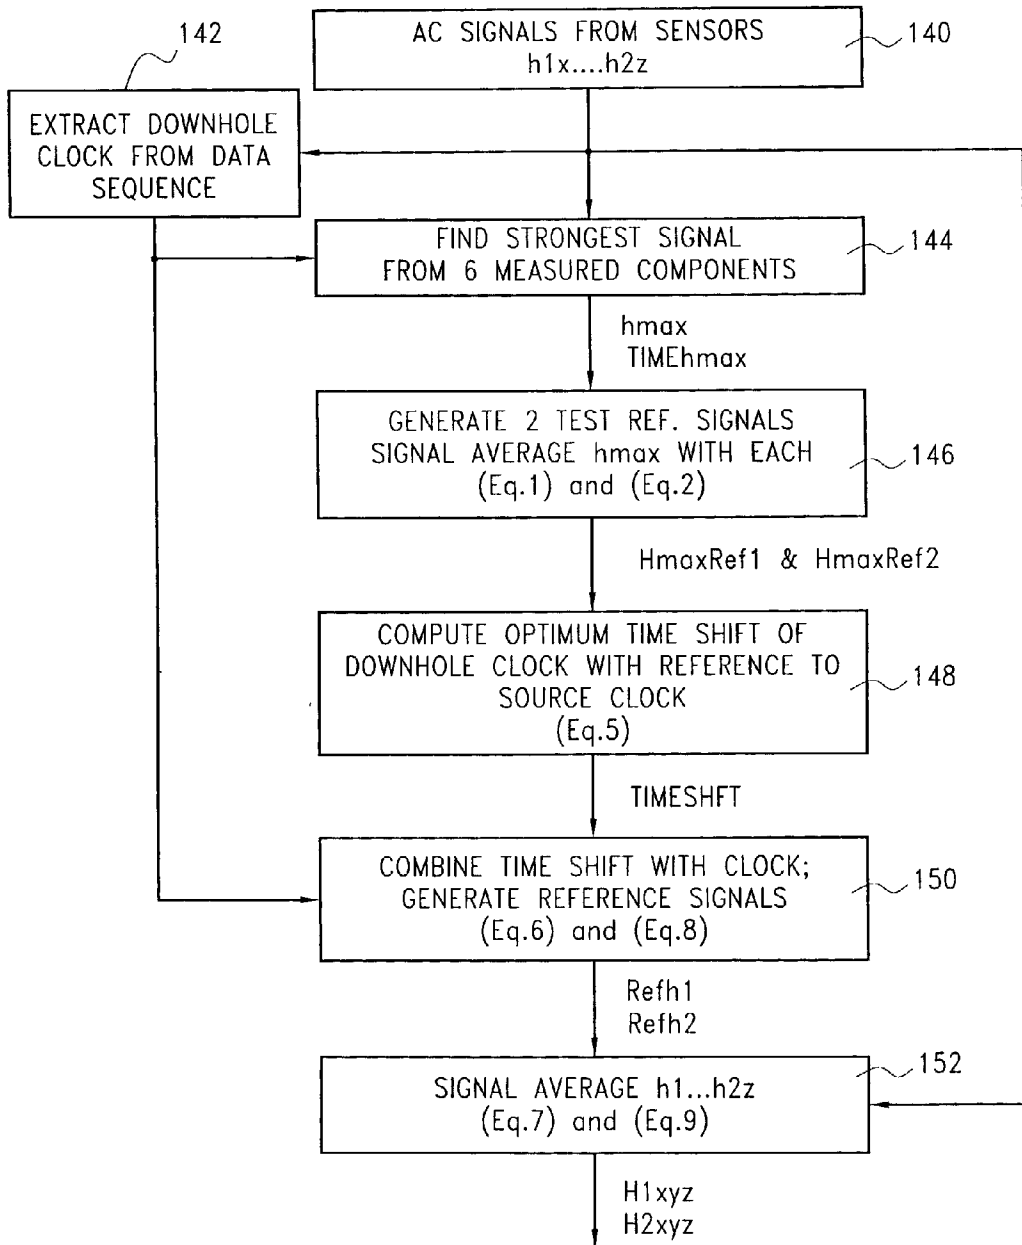 142
AC SIGNALS FROM SENSORS
h1x....h2z
140
EXTRACT DOWNHOLE
CLOCK FROM DATA
SEQUENCE
FIND STRONGEST SIGNAL
FROM 6 MEASURED COMPONENTS
144
hmax
TIMEhmax
GENERATE 2 TEST REF. SIGNALS
SIGNAL AVERAGE hmax WITH EACH
(Eq.1) and (Eq.2)
146
HmaxRef1 & HmaxRef2
COMPUTE OPTIMUM TIME SHIFT OF
DOWNHOLE CLOCK WITH REFERENCE TO
SOURCE CLOCK
(Eq.5)
148
TIMESHFT
COMBINE TIME SHIFT WITH CLOCK;
GENERATE REFERENCE SIGNALS
(Eq.6) and (Eq.8)
150
Refh1
Refh2
SIGNAL AVERAGE h1...h2z
(Eq.7) and (Eq.9)
152
H1xyz
H2xyz